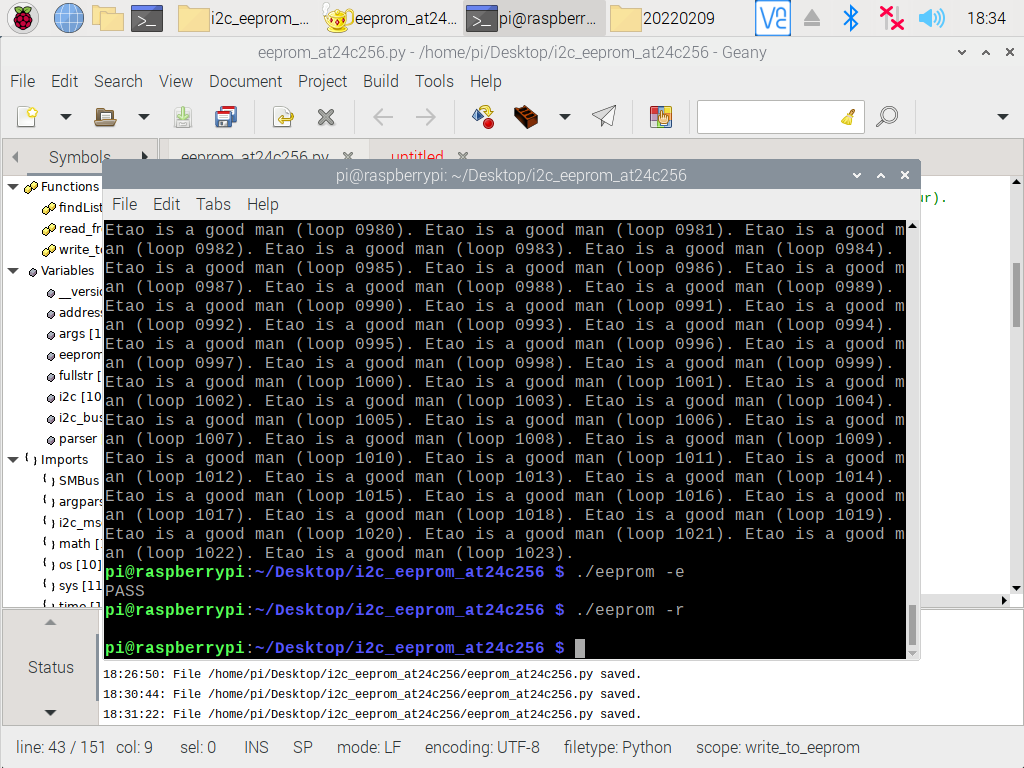 i2c_eeprom_...
eeprom_at24...
pi@raspberr...
20220209
18:34
eeprom_at24c256.py - /home/pi/Desktop/i2c_eeprom_at24c256 - Geany
File Edit Search View Document Project Build Tools Help
Symbols
eeprom_at24c256.py
untitled
ur).
Functions
findList
read_fr
write_to
Variables
__versio
address
args [1
eeprom
fullstr [
i2c [10
i2c_bus
parser
Imports
SMBus
argpars
i2c_ms
math [
os [10]
sys [11
time [1
pi@raspberrypi: ~/Desktop/i2c_eeprom_at24c256
File Edit Tabs Help
Etao is a good man (loop 0980). Etao is a good man (loop 0981). Etao is a good m
an (loop 0982). Etao is a good man (loop 0983). Etao is a good man (loop 0984).
Etao is a good man (loop 0985). Etao is a good man (loop 0986). Etao is a good m
an (loop 0987). Etao is a good man (loop 0988). Etao is a good man (loop 0989).
Etao is a good man (loop 0990). Etao is a good man (loop 0991). Etao is a good m
an (loop 0992). Etao is a good man (loop 0993). Etao is a good man (loop 0994).
Etao is a good man (loop 0995). Etao is a good man (loop 0996). Etao is a good m
an (loop 0997). Etao is a good man (loop 0998). Etao is a good man (loop 0999).
Etao is a good man (loop 1000). Etao is a good man (loop 1001). Etao is a good m
an (loop 1002). Etao is a good man (loop 1003). Etao is a good man (loop 1004).
Etao is a good man (loop 1005). Etao is a good man (loop 1006). Etao is a good m
an (loop 1007). Etao is a good man (loop 1008). Etao is a good man (loop 1009).
Etao is a good man (loop 1010). Etao is a good man (loop 1011). Etao is a good m
an (loop 1012). Etao is a good man (loop 1013). Etao is a good man (loop 1014).
Etao is a good man (loop 1015). Etao is a good man (loop 1016). Etao is a good m
an (loop 1017). Etao is a good man (loop 1018). Etao is a good man (loop 1019).
Etao is a good man (loop 1020). Etao is a good man (loop 1021). Etao is a good m
an (loop 1022). Etao is a good man (loop 1023).
pi@raspberrypi:~/Desktop/i2c_eeprom_at24c256 $ ./eeprom -e
PASS
pi@raspberrypi:~/Desktop/i2c_eeprom_at24c256 $ ./eeprom -r
pi@raspberrypi:~/Desktop/i2c_eeprom_at24c256 $
Status
18:26:50: File /home/pi/Desktop/i2c_eeprom_at24c256/eeprom_at24c256.py saved.
18:30:44: File /home/pi/Desktop/i2c_eeprom_at24c256/eeprom_at24c256.py saved.
18:31:22: File /home/pi/Desktop/i2c_eeprom_at24c256/eeprom_at24c256.py saved.
line: 43 / 151 col: 9 sel: 0 INS SP mode: LF encoding: UTF-8 filetype: Python scope: write_to_eeprom